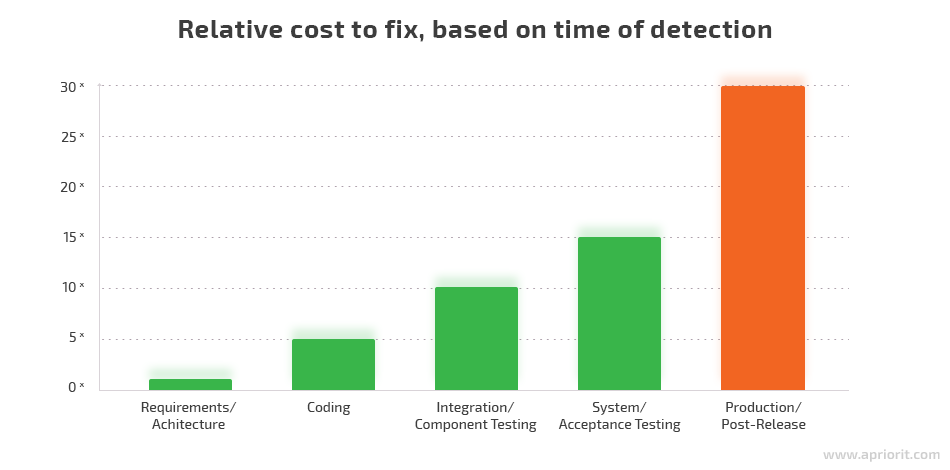 Relative cost to fix, based on time of detection
30 x
25 x
20 x
15 x
10 x
5 x
0 x
Requirements/
Achitecture
Coding
Integration/
Component Testing
System/
Acceptance Testing
Production/
Post-Release
www.apriorit.com